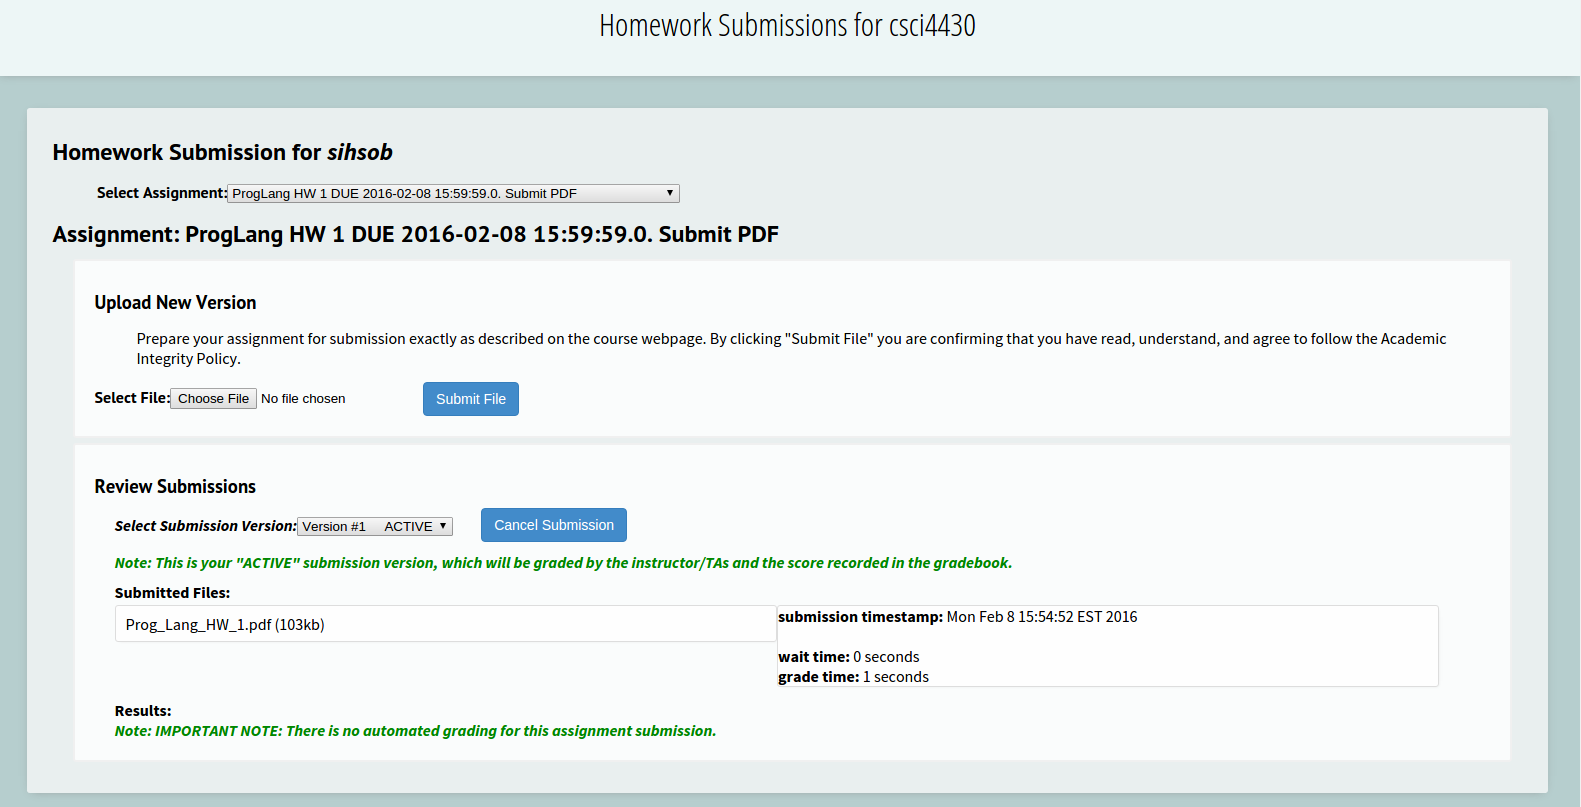 Homework Submissions for csci4430
Homework Submission for sihsob
Select Assignment: ProgLang HW 1 DUE 2016-02-08 15:59:59.0. Submit PDF
Assignment: ProgLang HW 1 DUE 2016-02-08 15:59:59.0. Submit PDF
Upload New Version
Prepare your assignment for submission exactly as described on the course webpage. By clicking "Submit File" you are confirming that you have read, understand, and agree to follow the Academic
Integrity Policy.
Select File: Choose File No file chosen Submit File
Review Submissions
Select Submission Version: Version #1 ACTIVE Cancel Submission
Note: This is your "ACTIVE" submission version, which will be graded by the instructor/TAs and the score recorded in the gradebook.
Submitted Files:
Prog_Lang_HW_1.pdf (103kb)
submission timestamp: Mon Feb 8 15:54:52 EST 2016
wait time: 0 seconds
grade time: 1 seconds
Results:
Note: IMPORTANT NOTE: There is no automated grading for this assignment submission.